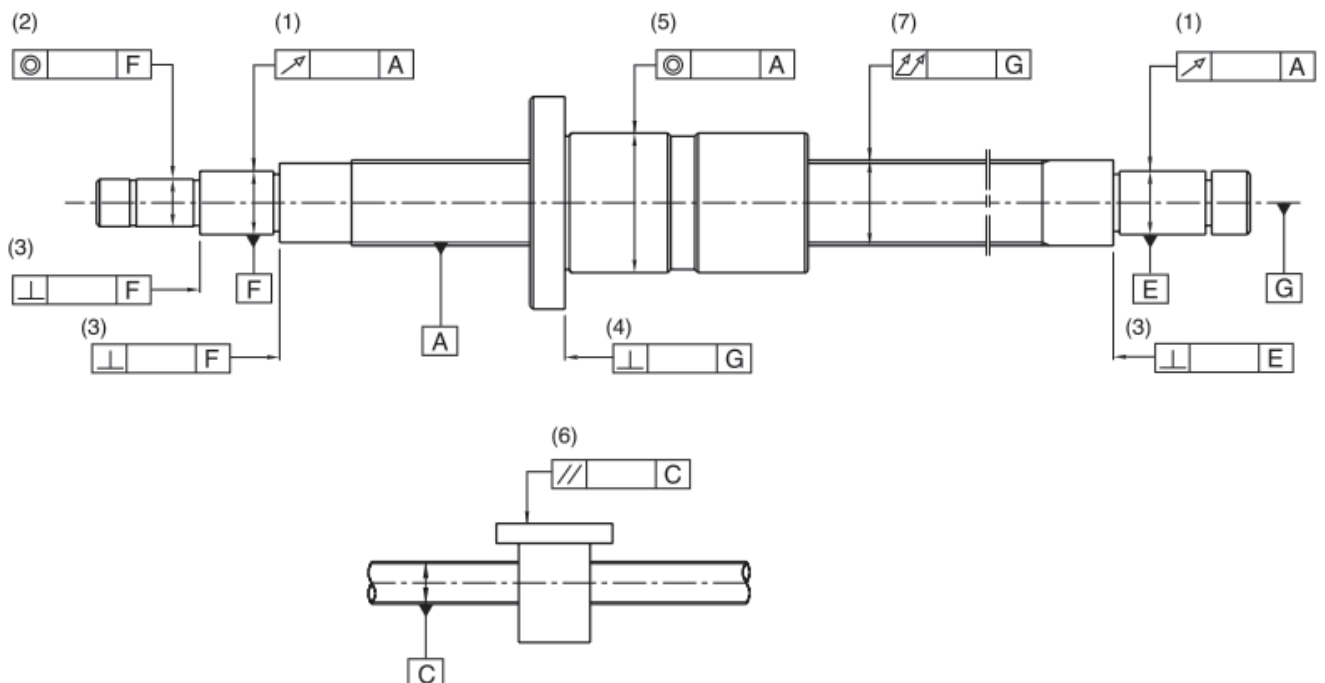 (2) (1) (5) (7) (1)
◎ F ↗ A ◎ A ⌰ G ↗ A
(3)
⊥ F F E G
(3) A (4) (3)
⊥ F ⊥ G ⊥ E
(6)
// C
C